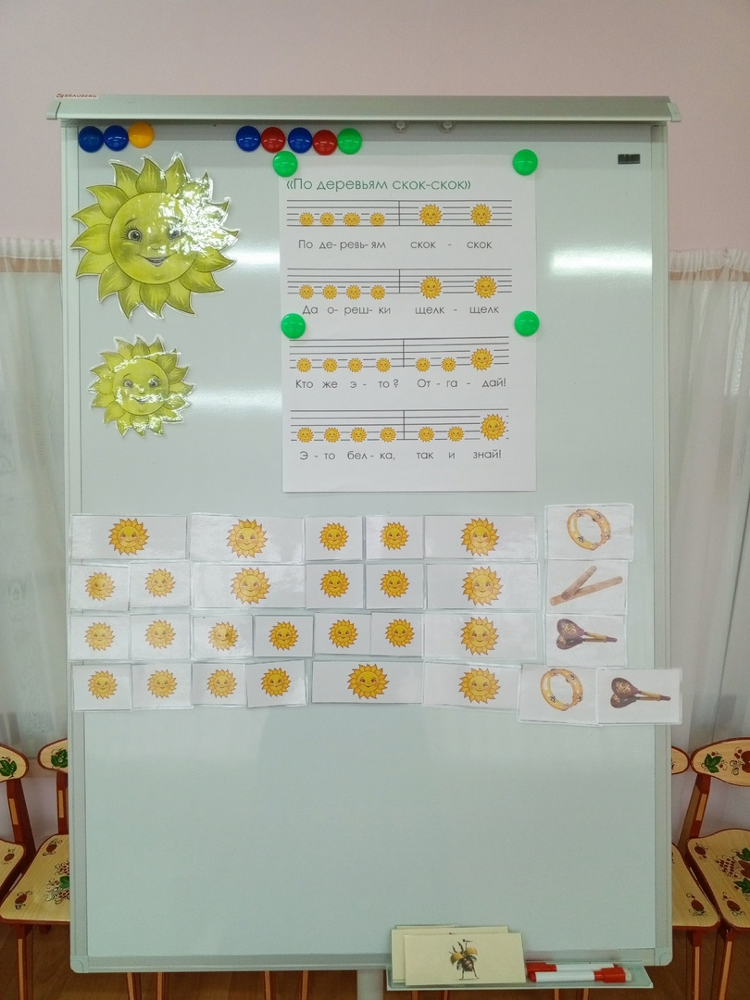 BRAUBERG
«По деревьям скок-скок»
По де- ревь- ям скок - скок
Да о- реш- ки щелк - щелк
Кто же э - то ? От - га - дай!
Э - то бел - ка, так и знай!